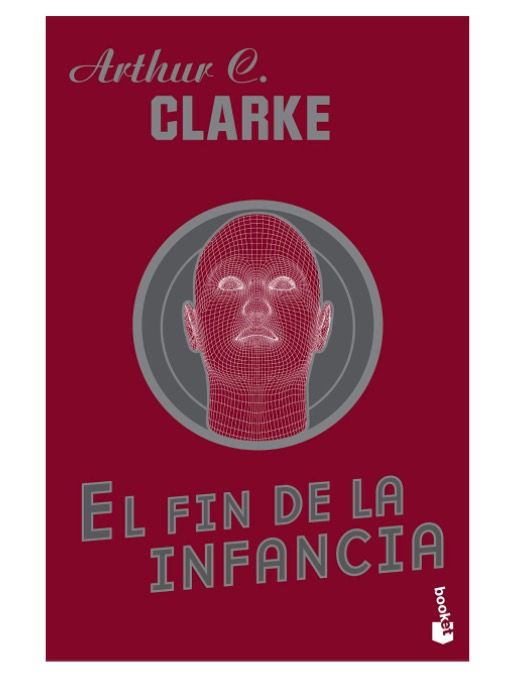 Arthur C.
CLARKE
EL FIN DE LA
INFANCIA
booket